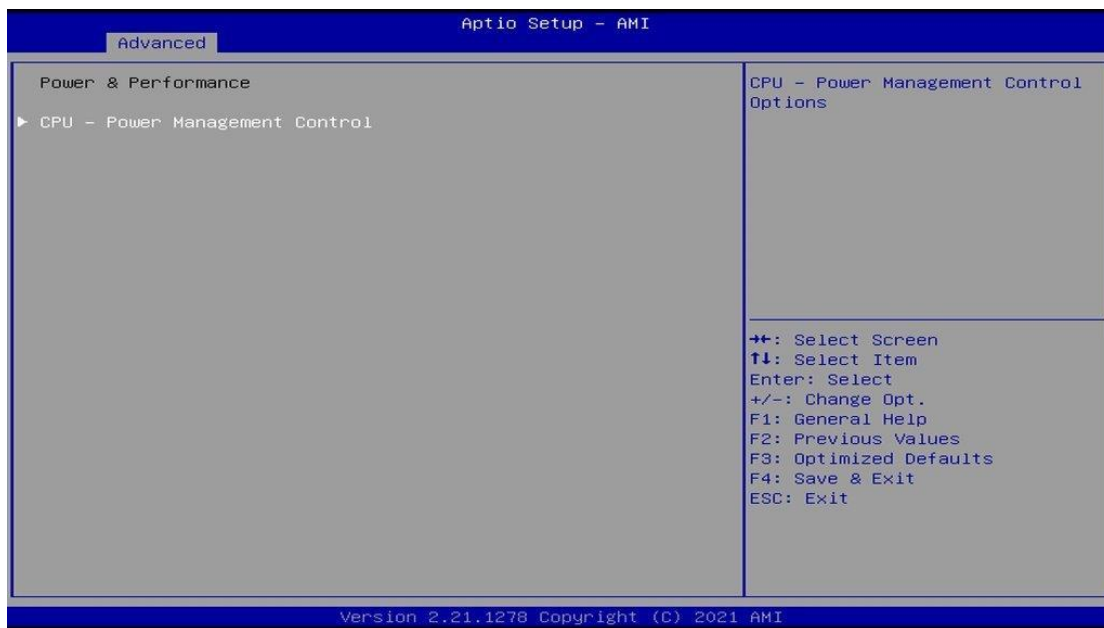 Aptio Setup – AMI
Advanced
Power & Performance
▶ CPU – Power Management Control
CPU – Power Management Control
Options
→←: Select Screen
↑↓: Select Item
Enter: Select
+/-: Change Opt.
F1: General Help
F2: Previous Values
F3: Optimized Defaults
F4: Save & Exit
ESC: Exit
Version 2.21.1278 Copyright (C) 2021 AMI